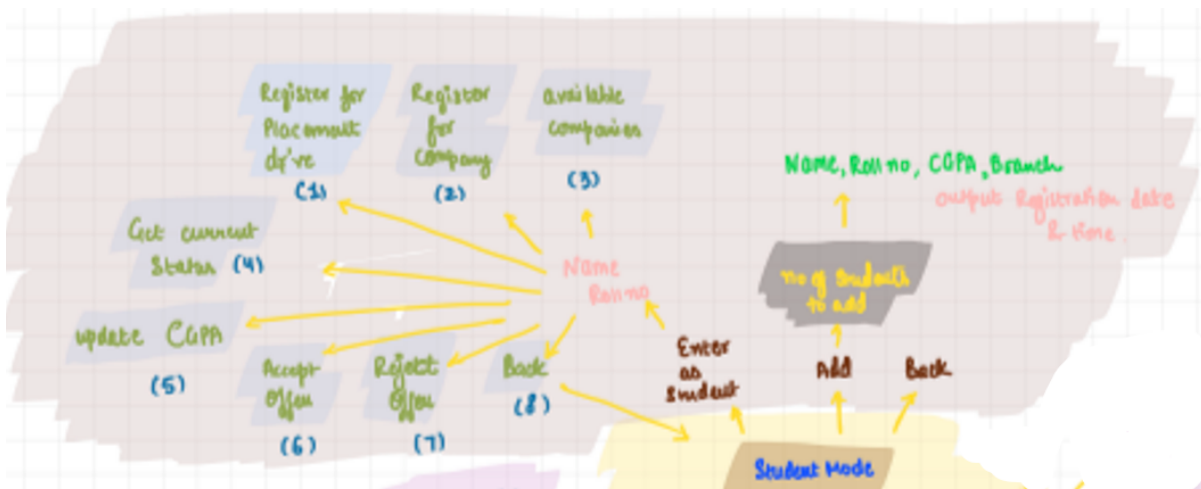 Register for
Placement
drive
(1)
Register
for
Company
(2)
available
companies
(3)
Name, Roll no, CGPA, Branch
output Registration date
& time
Get current
Status (4)
Name
Roll no
no of students
to add
update CGPA
(5)
Accept
Offer
(6)
Reject
Offer
(7)
Back
(8)
Enter
as
Student
Add
Back
Student Mode